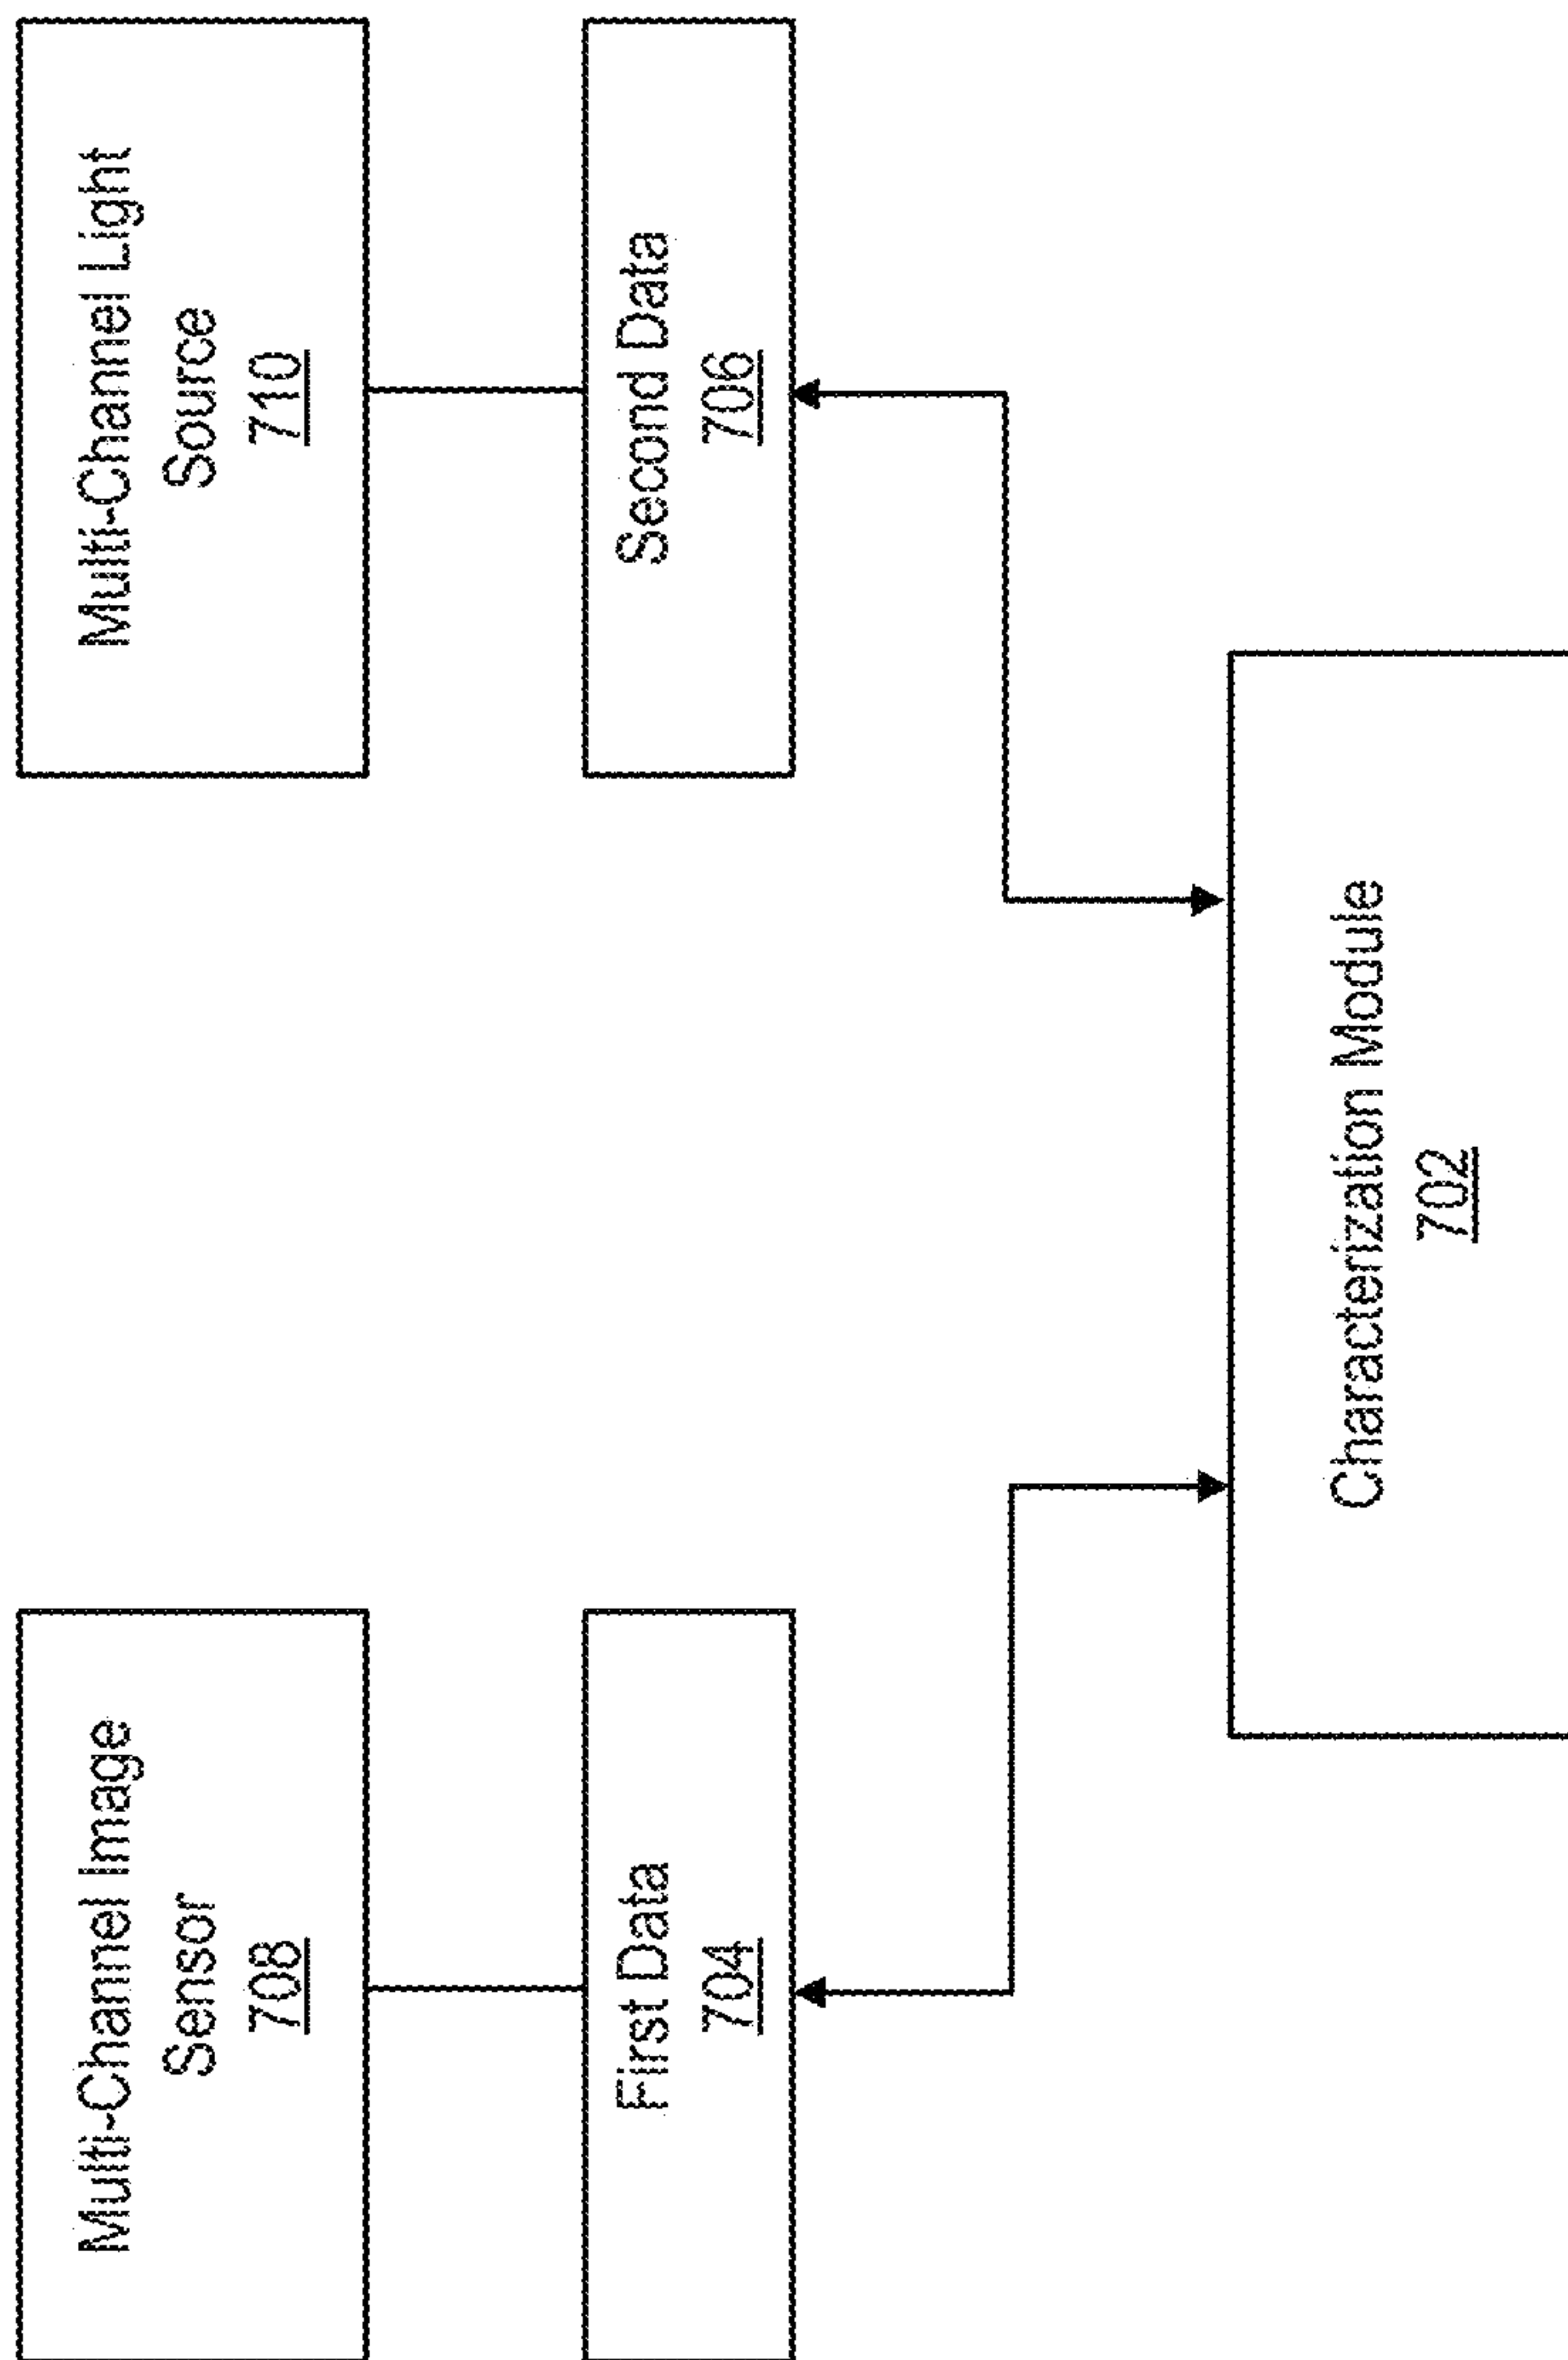 Multi-Channel Image
Sensor
708
Multi-Channel Light
Source
710
First Data
704
Second Data
706
Characterization Module
702